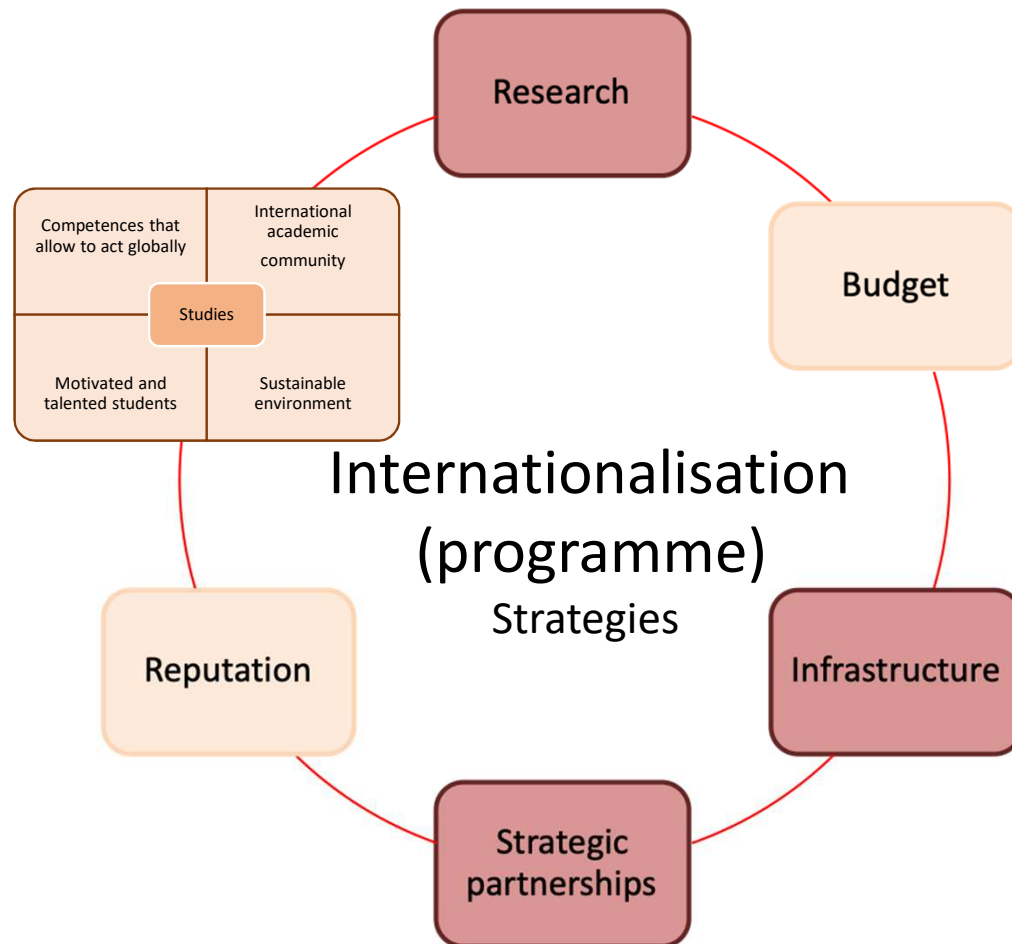 Research
Competences that
allow to act globally
International
academic
community
Studies
Motivated and
talented students
Sustainable
environment
Budget
Internationalisation
(programme)
Strategies
Reputation
Infrastructure
Strategic
partnerships